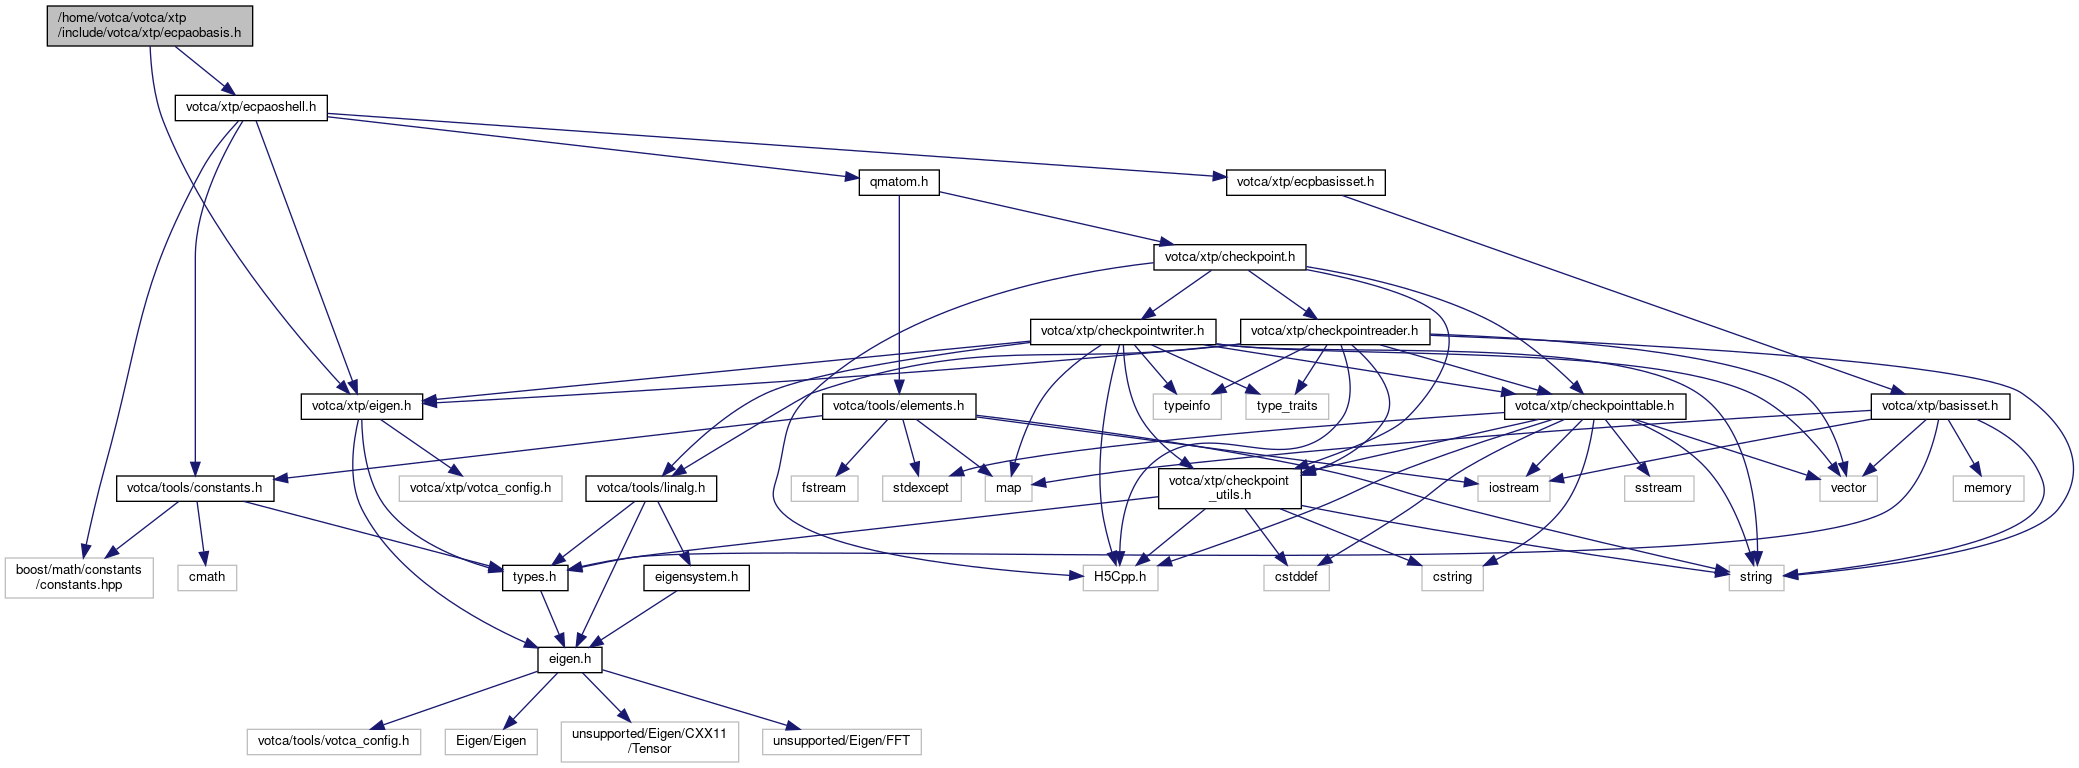 /home/votca/votca/xtp
/include/votca/xtp/ecpaobasis.h
votca/xtp/ecpaoshell.h
qmatom.h
votca/xtp/ecpbasisset.h
votca/xtp/checkpoint.h
votca/xtp/checkpointwriter.h
votca/xtp/checkpointreader.h
votca/xtp/eigen.h
votca/tools/elements.h
typeinfo
type_traits
votca/xtp/checkpointtable.h
votca/xtp/basisset.h
votca/tools/constants.h
votca/xtp/votca_config.h
votca/tools/linalg.h
fstream
stdexcept
map
votca/xtp/checkpoint
_utils.h
iostream
sstream
vector
memory
boost/math/constants
/constants.hpp
cmath
types.h
eigensystem.h
H5Cpp.h
cstddef
cstring
string
eigen.h
votca/tools/votca_config.h
Eigen/Eigen
unsupported/Eigen/CXX11
/Tensor
unsupported/Eigen/FFT